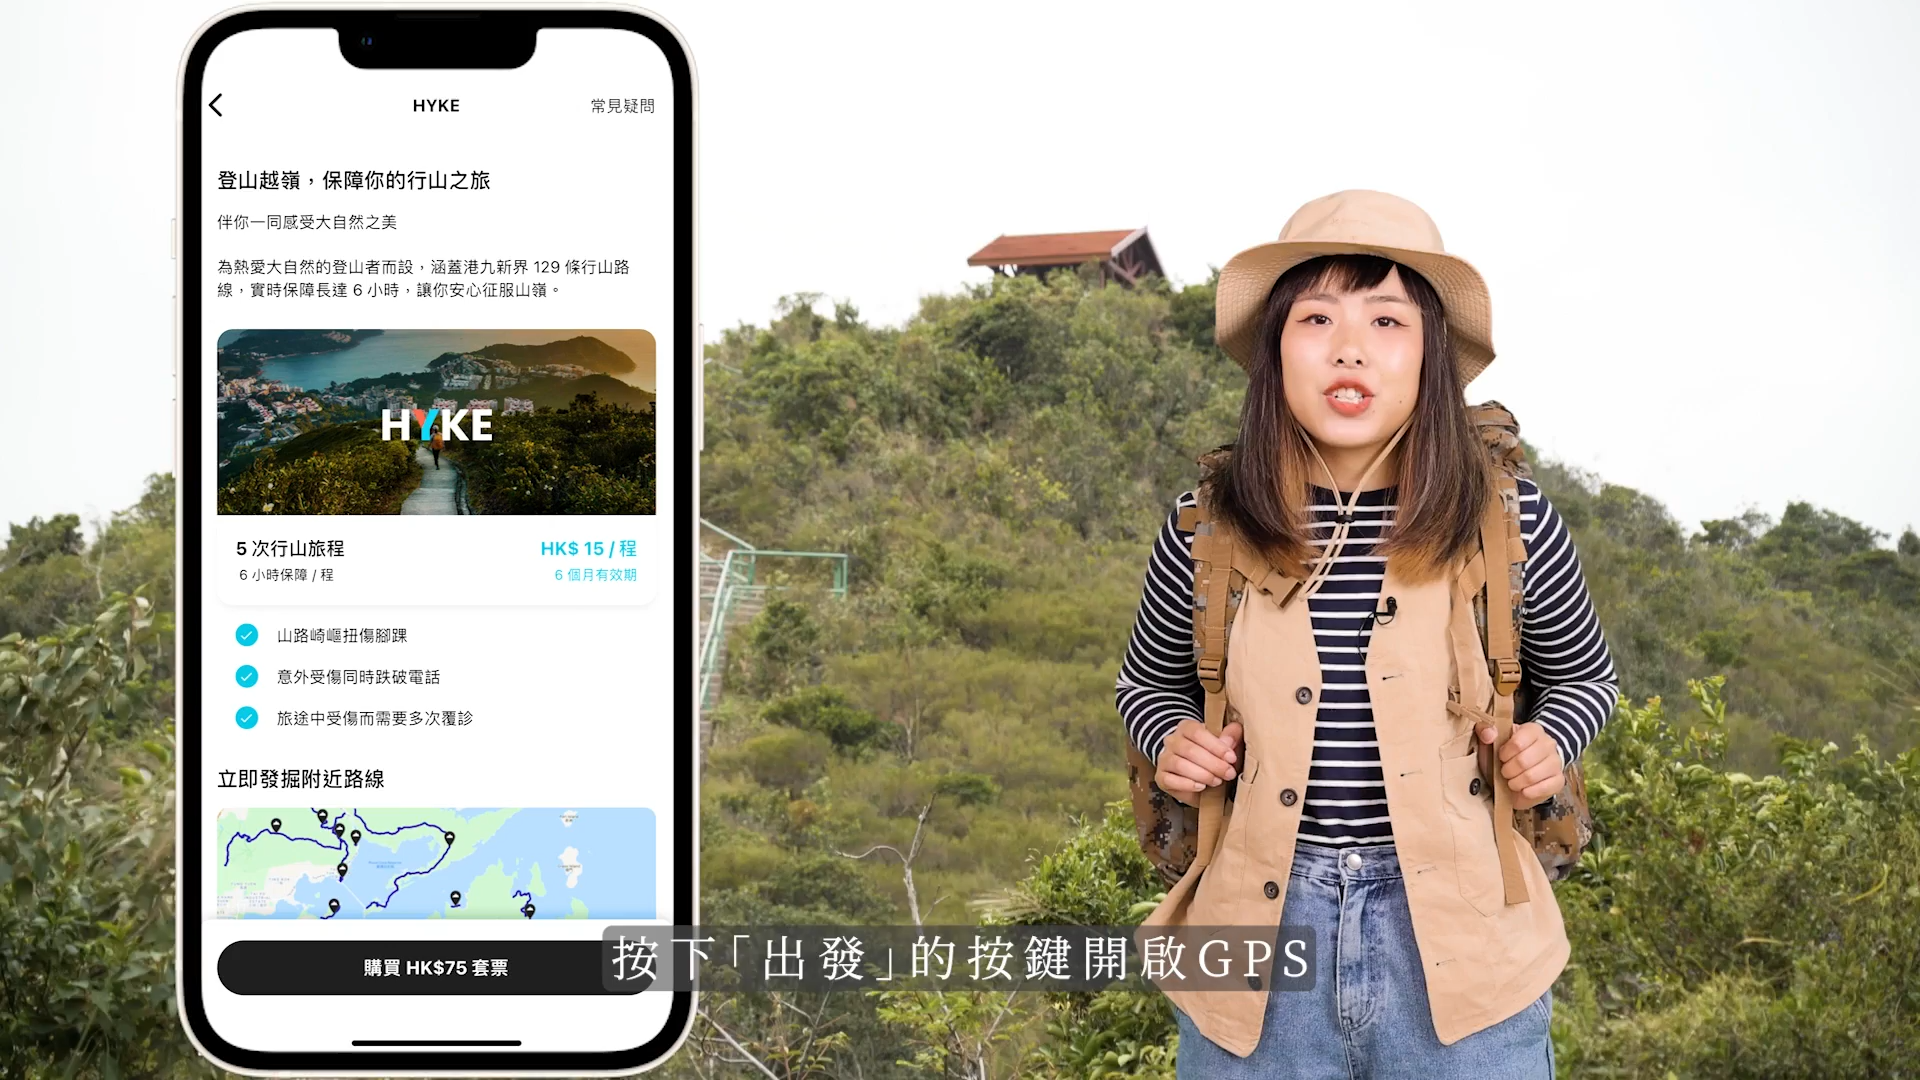 HYKE
常見疑問
登山越嶺，保障你的行山之旅
伴你一同感受大自然之美
為熱愛大自然的登山者而設，涵蓋港九新界 129 條行山路
線，實時保障長達 6 小時，讓你安心征服山嶺。
HYKE
5 次行山旅程
HK$ 15 / 程
6 小時保障 / 程
6 個月有效期
山路崎嶇扭傷腳踝
意外受傷同時跌破電話
旅途中受傷而需要多次覆診
立即發掘附近路線
購買 HK$75 套票
按下「出發」的按鍵開啟GPS